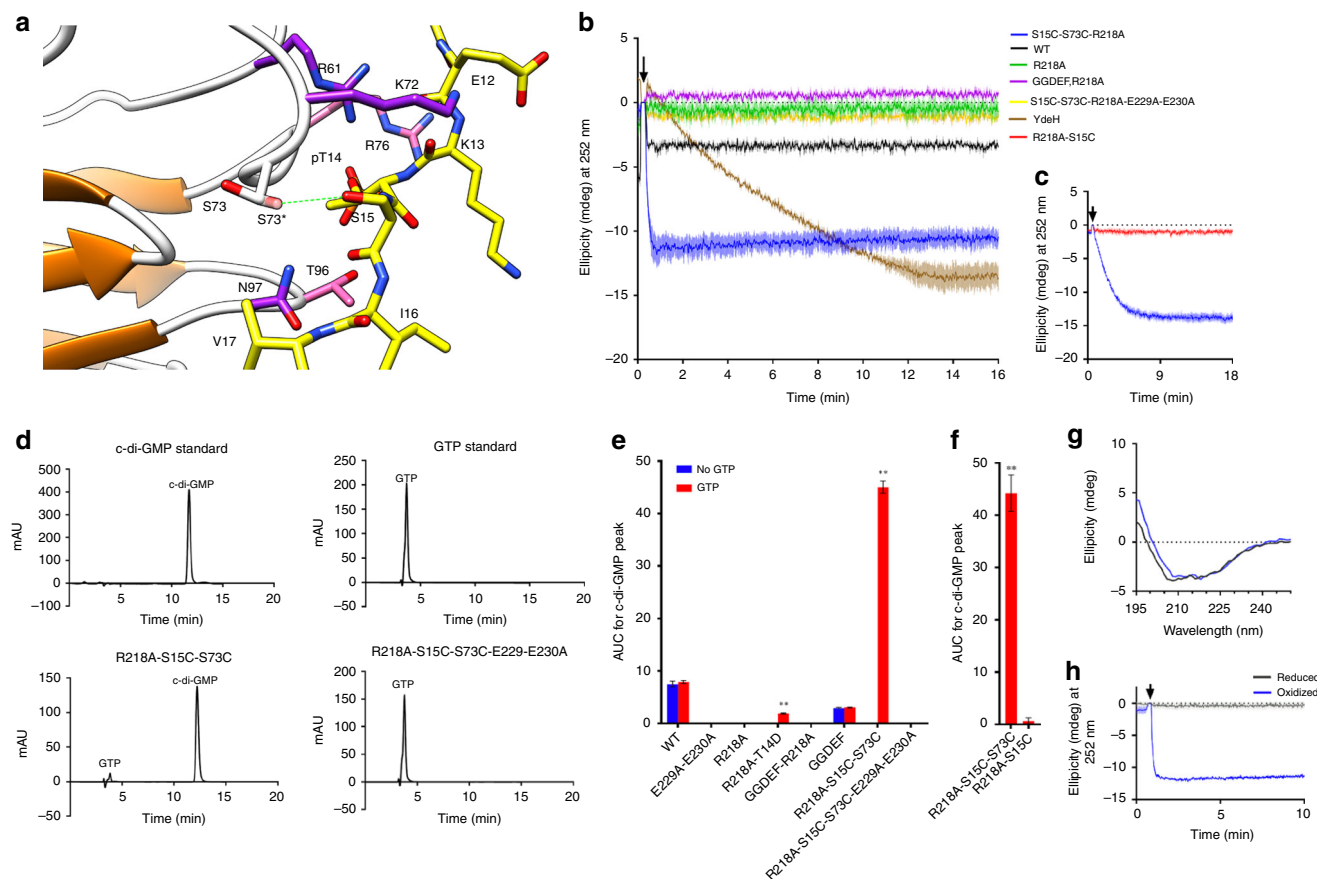 a
R61
K72
E12
R76
K13
pT14
S73
S73*
S15
T96
N97
I16
V17
b
Ellipicity (mdeg) at 252 nm
5
0
−5
−10
−15
−20
0 2 4 6 8 10 12 14 16
Time (min)
S15C-S73C-R218A
WT
R218A
GGDEF,R218A
S15C-S73C-R218A-E229A-E230A
YdeH
R218A-S15C
c
Ellipicity (mdeg) at 252 nm
5
0
−5
−10
−15
−20
0 9 18
Time (min)
d
c-di-GMP standard
mAU
500
400
300
200
100
0
−100
c-di-GMP
5 10 15 20
Time (min)
GTP standard
mAU
250
200
150
100
50
0
−50
GTP
5 10 15 20
Time (min)
R218A-S15C-S73C
mAU
150
100
50
0
−50
GTP
c-di-GMP
5 10 15 20
Time (min)
R218A-S15C-S73C-E229-E230A
mAU
200
150
100
50
0
−50
GTP
5 10 15 20
Time (min)
e
AUC for c-di-GMP peak
50
40
30
20
10
0
No GTP
GTP
**
**
WT
E229A-E230A
R218A
R218A-T14D
GGDEF-R218A
GGDEF
R218A-S15C-S73C
R218A-S15C-S73C-E229A-E230A
f
AUC for c-di-GMP peak
50
40
30
20
10
0
**
R218A-S15C-S73C
R218A-S15C
g
Ellipicity (mdeg)
10
5
0
−5
195 210 225 240
Wavelength (nm)
h
Reduced
Oxidized
Ellipicity (mdeg) at
252 nm
0
−5
−10
−15
0 5 10
Time (min)